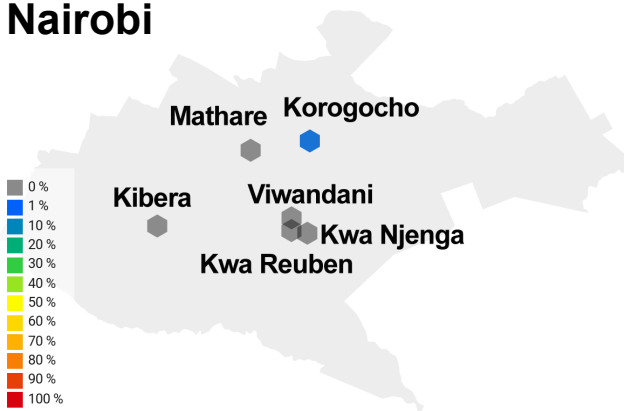 Nairobi
Mathare
Korogocho
Kibera
Viwandani
Kwa Njenga
Kwa Reuben
0 %
1 %
10 %
20 %
30 %
40 %
50 %
60 %
70 %
80 %
90 %
100 %